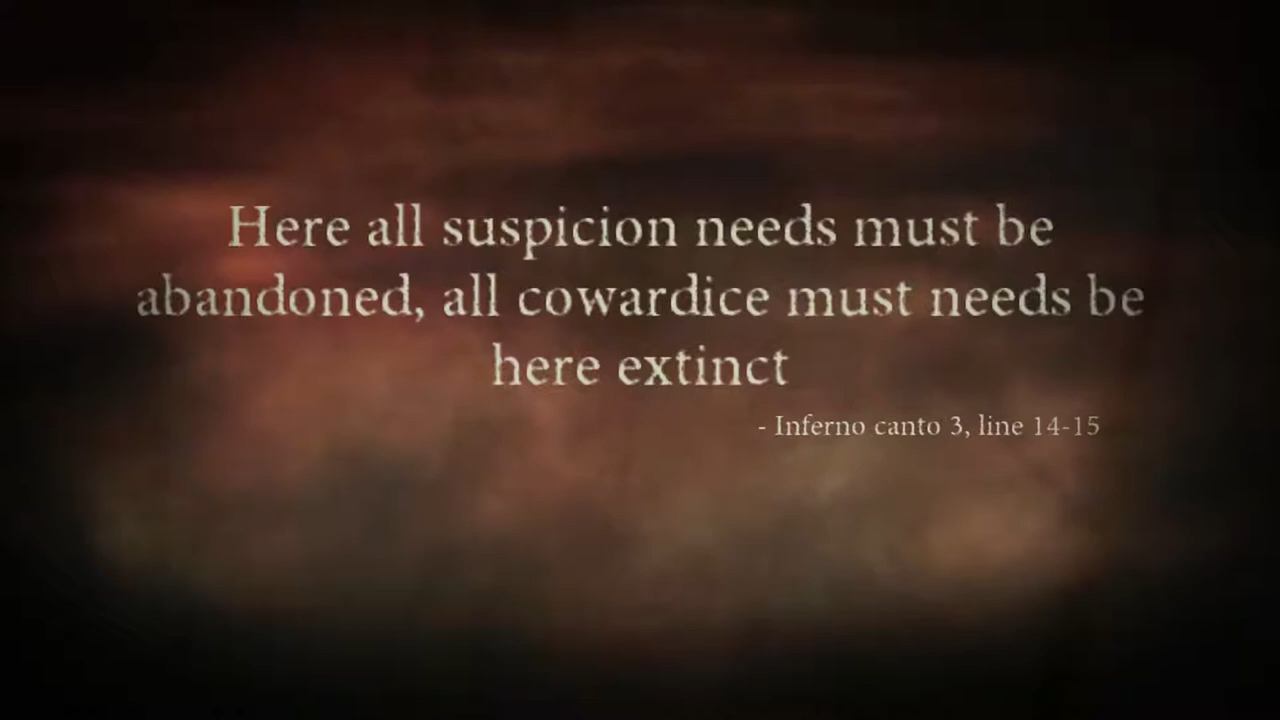 Here all suspicion needs must be
abandoned, all cowardice must needs be
here extinct
- Inferno canto 3, line 14-15